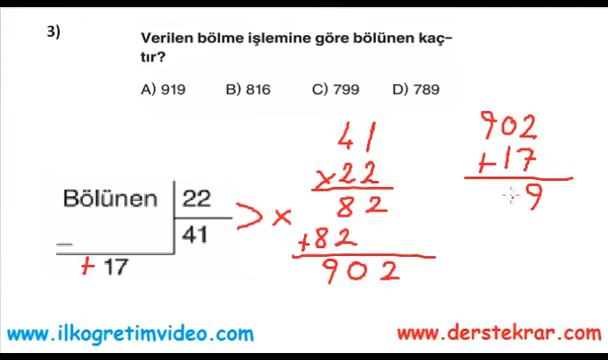 3)
Verilen bölme işlemine göre bölünen kaç-
tır?
A) 919 B) 816 C) 799 D) 789
Bölünen 22
41
–
+ 17
> x
41
x22
82
+82
902
902
+17
9
www.ilkogretimvideo.com
www.derstekrar.com